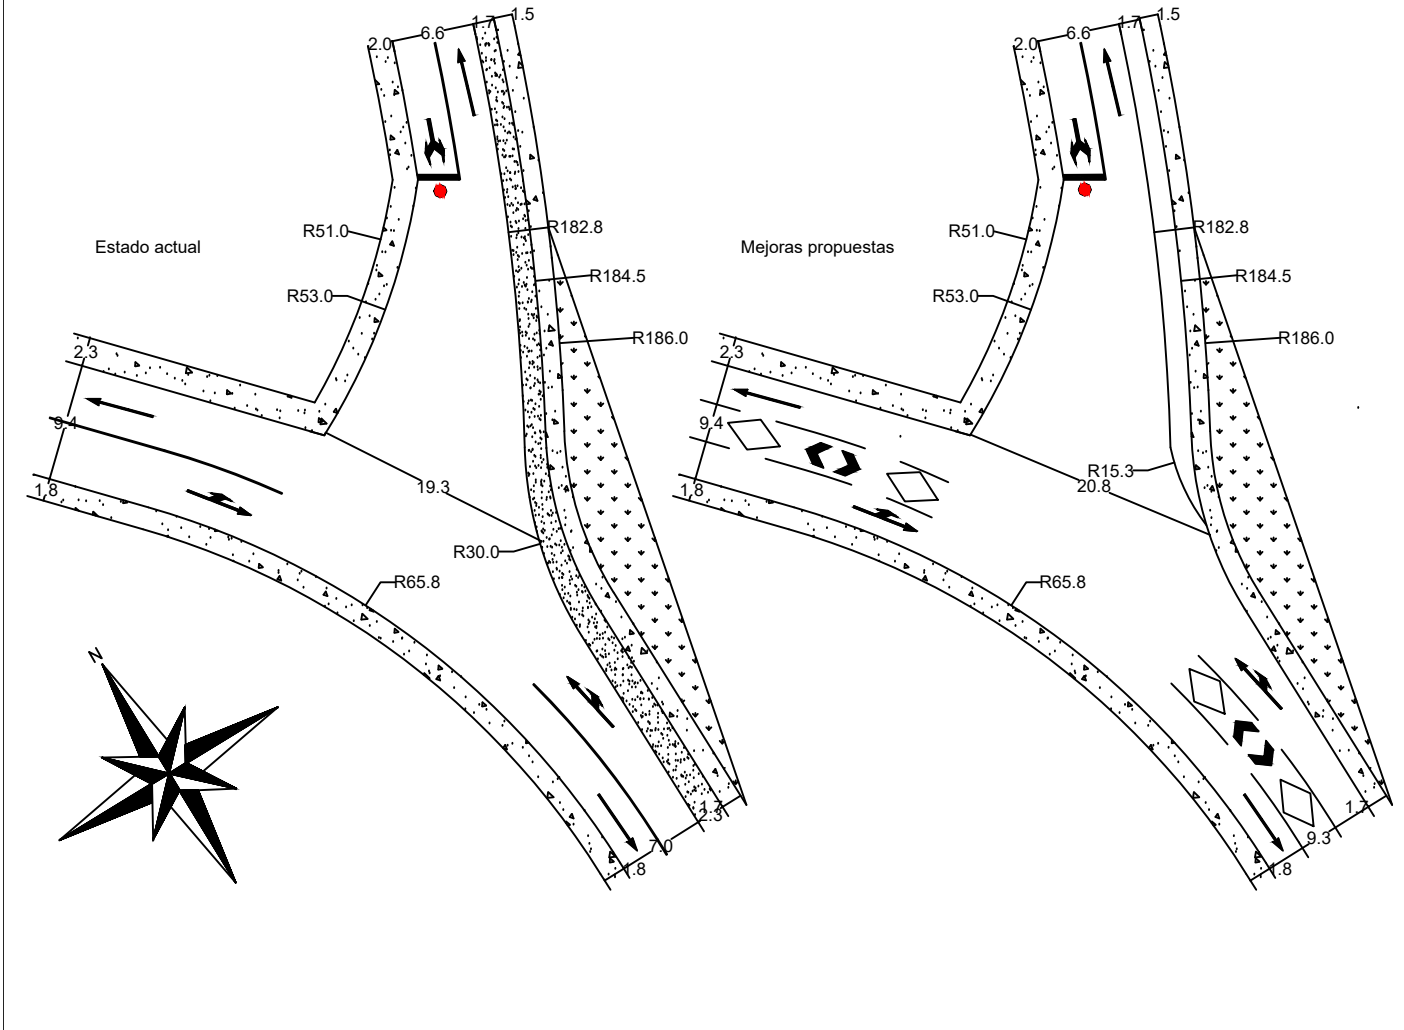 Estado actual
2.0
6.6
1.7
1.5
R51.0
R53.0
R182.8
R184.5
R186.0
2.3
9.4
1.8
19.3
R30.0
R65.8
1.7
2.3
7.0
1.8
N
Mejoras propuestas
2.0
6.6
1.7
1.5
R51.0
R53.0
R182.8
R184.5
R186.0
2.3
9.4
1.8
R15.3
20.8
R65.8
1.7
9.3
1.8